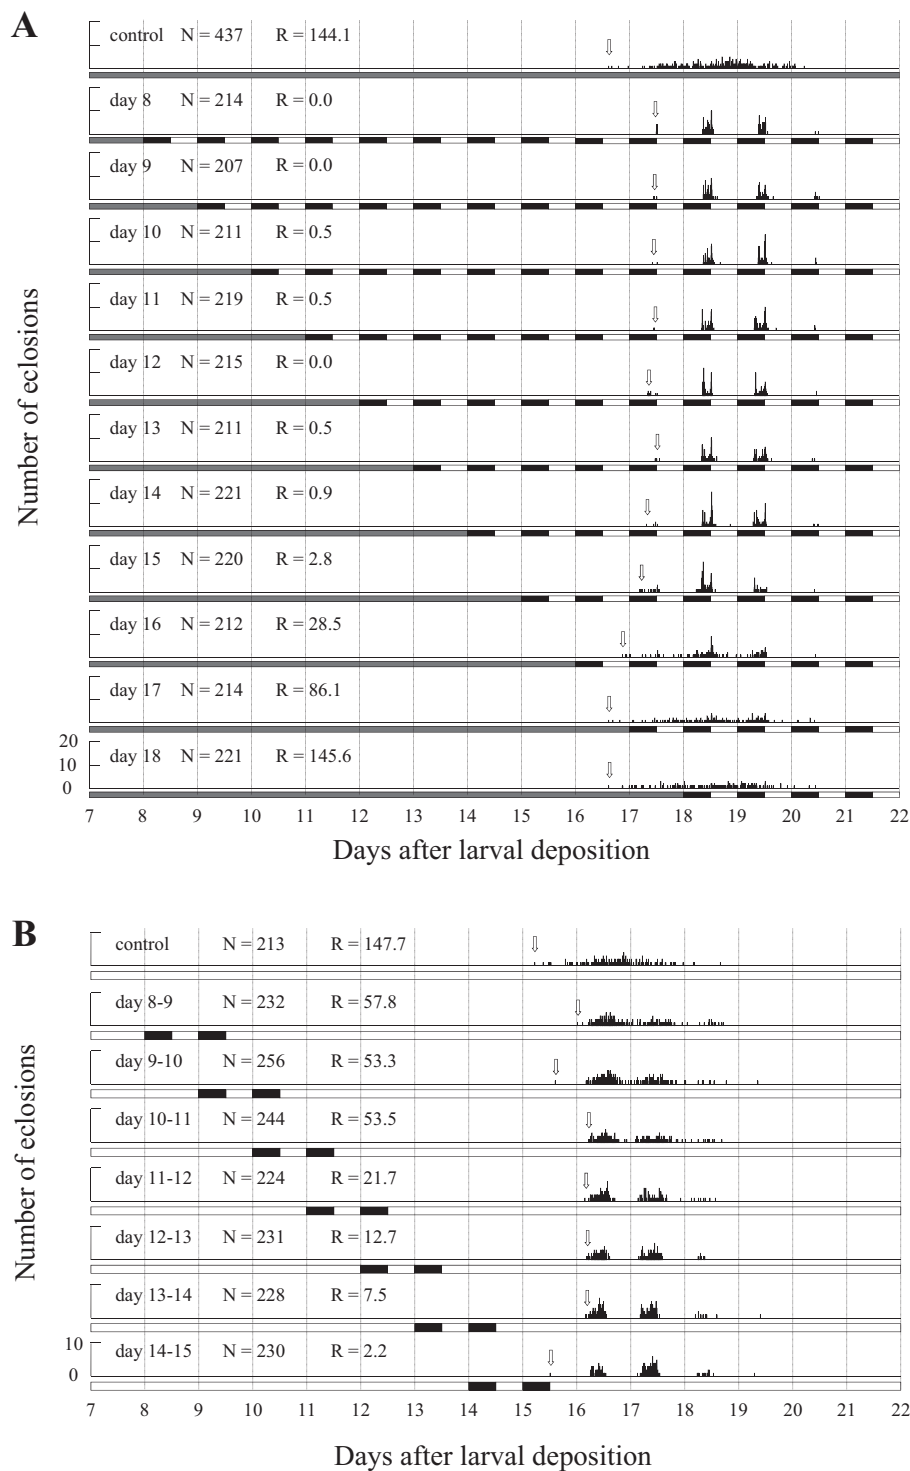 A
control N = 437 R = 144.1
day 8 N = 214 R = 0.0
day 9 N = 207 R = 0.0
day 10 N = 211 R = 0.5
day 11 N = 219 R = 0.5
day 12 N = 215 R = 0.0
day 13 N = 211 R = 0.5
day 14 N = 221 R = 0.9
day 15 N = 220 R = 2.8
day 16 N = 212 R = 28.5
day 17 N = 214 R = 86.1
day 18 N = 221 R = 145.6
Number of eclosions
20
10
0
7 8 9 10 11 12 13 14 15 16 17 18 19 20 21 22
Days after larval deposition
B
control N = 213 R = 147.7
day 8-9 N = 232 R = 57.8
day 9-10 N = 256 R = 53.3
day 10-11 N = 244 R = 53.5
day 11-12 N = 224 R = 21.7
day 12-13 N = 231 R = 12.7
day 13-14 N = 228 R = 7.5
day 14-15 N = 230 R = 2.2
Number of eclosions
10
0
7 8 9 10 11 12 13 14 15 16 17 18 19 20 21 22
Days after larval deposition